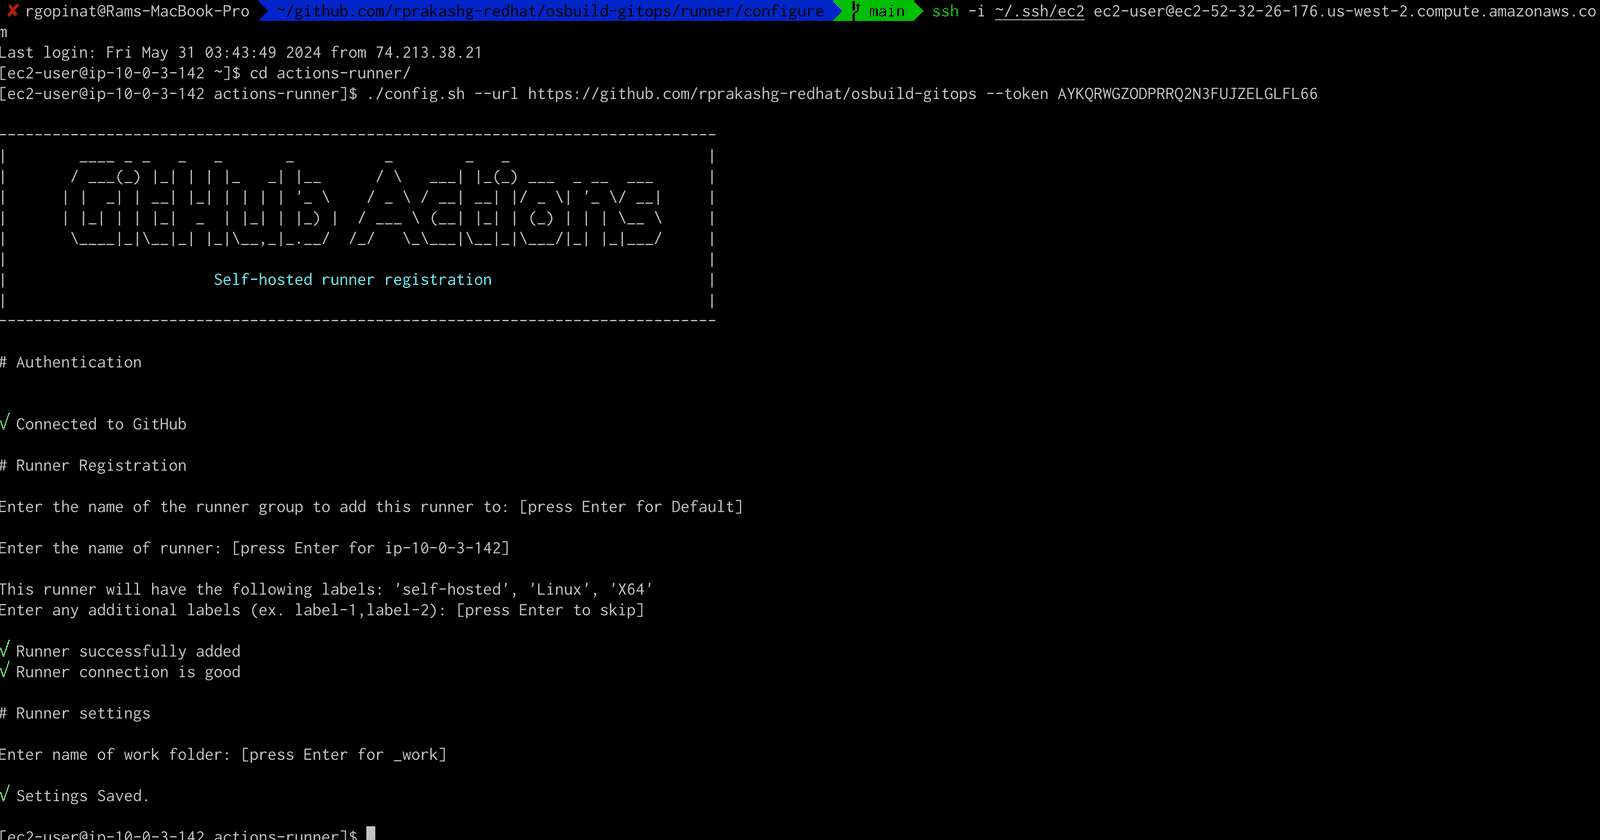 ✘ rgopinat@Rams-MacBook-Pro ~/github.com/rprakashg-redhat/osbuild-gitops/runner/configure main ssh -i ~/.ssh/ec2 ec2-user@ec2-52-32-26-176.us-west-2.compute.amazonaws.co
m
Last login: Fri May 31 03:43:49 2024 from 74.213.38.21
[ec2-user@ip-10-0-3-142 ~]$ cd actions-runner/
[ec2-user@ip-10-0-3-142 actions-runner]$ ./config.sh --url https://github.com/rprakashg-redhat/osbuild-gitops --token AYKQRWGZODPRRQ2N3FUJZELGLFL66
GitHub Actions
Self-hosted runner registration
# Authentication
√ Connected to GitHub
# Runner Registration
Enter the name of the runner group to add this runner to: [press Enter for Default]
Enter the name of runner: [press Enter for ip-10-0-3-142]
This runner will have the following labels: 'self-hosted', 'Linux', 'X64'
Enter any additional labels (ex. label-1,label-2): [press Enter to skip]
√ Runner successfully added
√ Runner connection is good
# Runner settings
Enter name of work folder: [press Enter for _work]
√ Settings Saved.
[ec2-user@ip-10-0-3-142 actions-runner]$